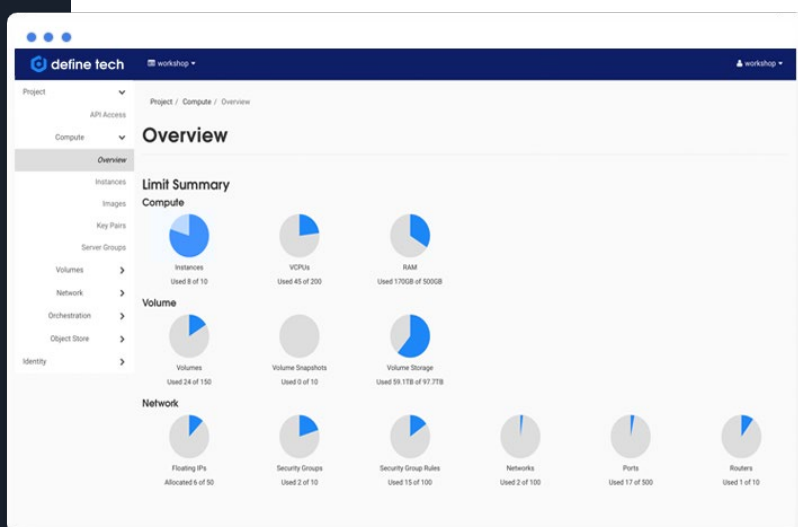 define tech
workshop
workshop
Project
API Access
Compute
Overview
Instances
Images
Key Pairs
Server Groups
Volumes
Network
Orchestration
Object Store
Identity
Project / Compute / Overview
Overview
Limit Summary
Compute
Instances
Used 8 of 10
VCPUs
Used 45 of 200
RAM
Used 170GB of 500GB
Volume
Volumes
Used 24 of 150
Volume Snapshots
Used 0 of 10
Volume Storage
Used 59.1TB of 97.7TB
Network
Floating IPs
Allocated 6 of 50
Security Groups
Used 2 of 10
Security Group Rules
Used 15 of 100
Networks
Used 2 of 100
Ports
Used 17 of 500
Routers
Used 1 of 10